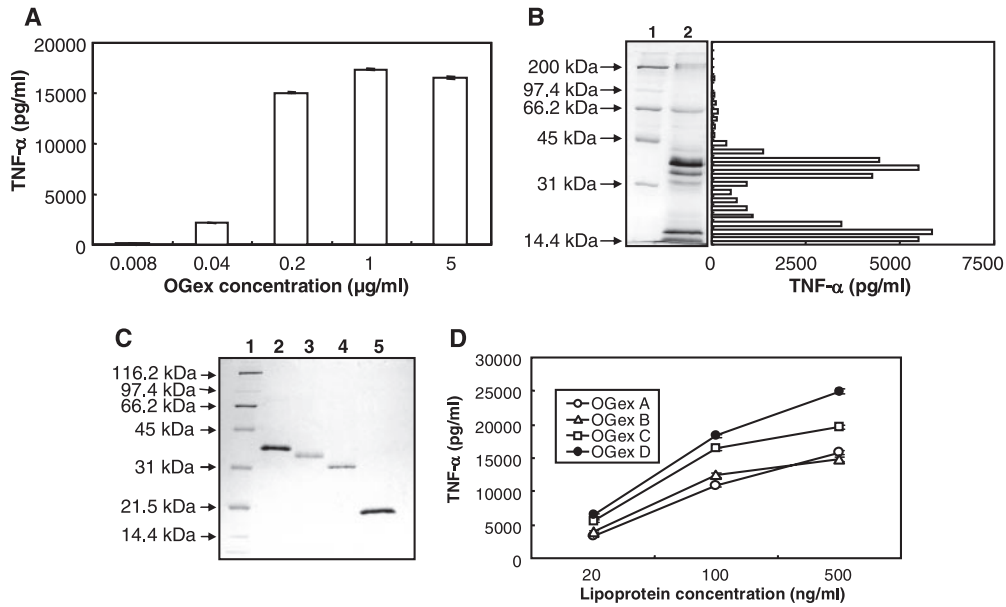 A
TNF-α (pg/ml)
20000
15000
10000
5000
0
0.008 0.04 0.2 1 5
OGex concentration (µg/ml)
B
1 2
200 kDa
97.4 kDa
66.2 kDa
45 kDa
31 kDa
14.4 kDa
0 2500 5000 7500
TNF-α (pg/ml)
C
1 2 3 4 5
116.2 kDa
97.4 kDa
66.2 kDa
45 kDa
31 kDa
21.5 kDa
14.4 kDa
D
TNF-α (pg/ml)
30000
25000
20000
15000
10000
5000
0
OGex A
OGex B
OGex C
OGex D
20 100 500
Lipoprotein concentration (ng/ml)